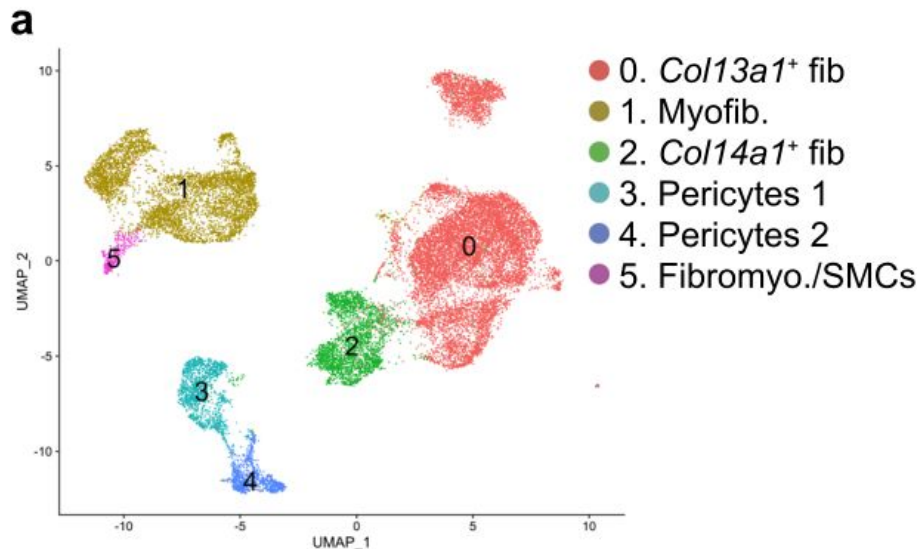 a
0. Col13a1⁺ fib
1. Myofib.
2. Col14a1⁺ fib
3. Pericytes 1
4. Pericytes 2
5. Fibromyo./SMCs
10
5
0
-5
-10
UMAP_2
1
5
0
2
3
4
-10
-5
0
5
10
UMAP_1